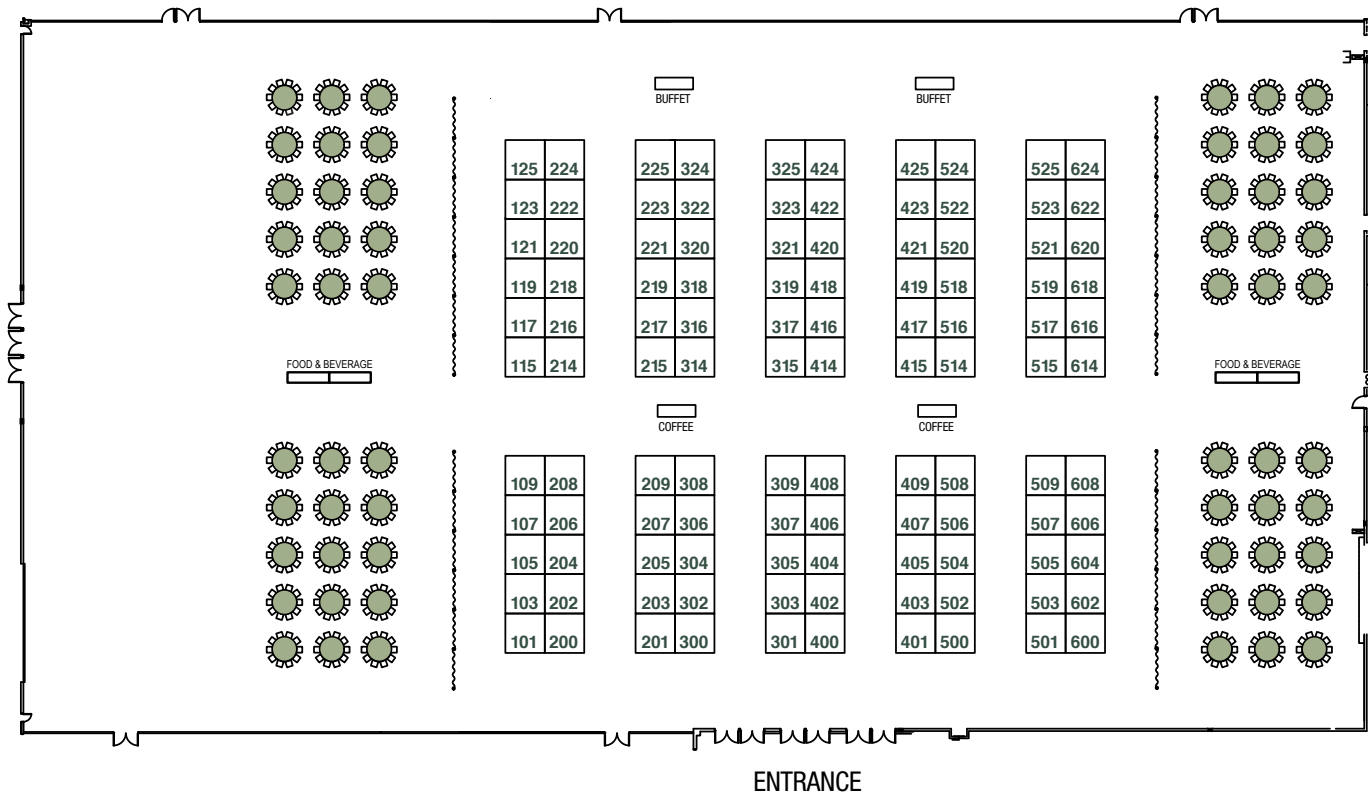 BUFFET BUFFET
125 224 225 324 325 424 425 524 525 624
123 222 223 322 323 422 423 522 523 622
121 220 221 320 321 420 421 520 521 620
119 218 219 318 319 418 419 518 519 618
117 216 217 316 317 416 417 516 517 616
FOOD & BEVERAGE 115 214 215 314 315 414 415 514 515 614 FOOD & BEVERAGE
COFFEE COFFEE
109 208 209 308 309 408 409 508 509 608
107 206 207 306 307 406 407 506 507 606
105 204 205 304 305 404 405 504 505 604
103 202 203 302 303 402 403 502 503 602
101 200 201 300 301 400 401 500 501 600
ENTRANCE